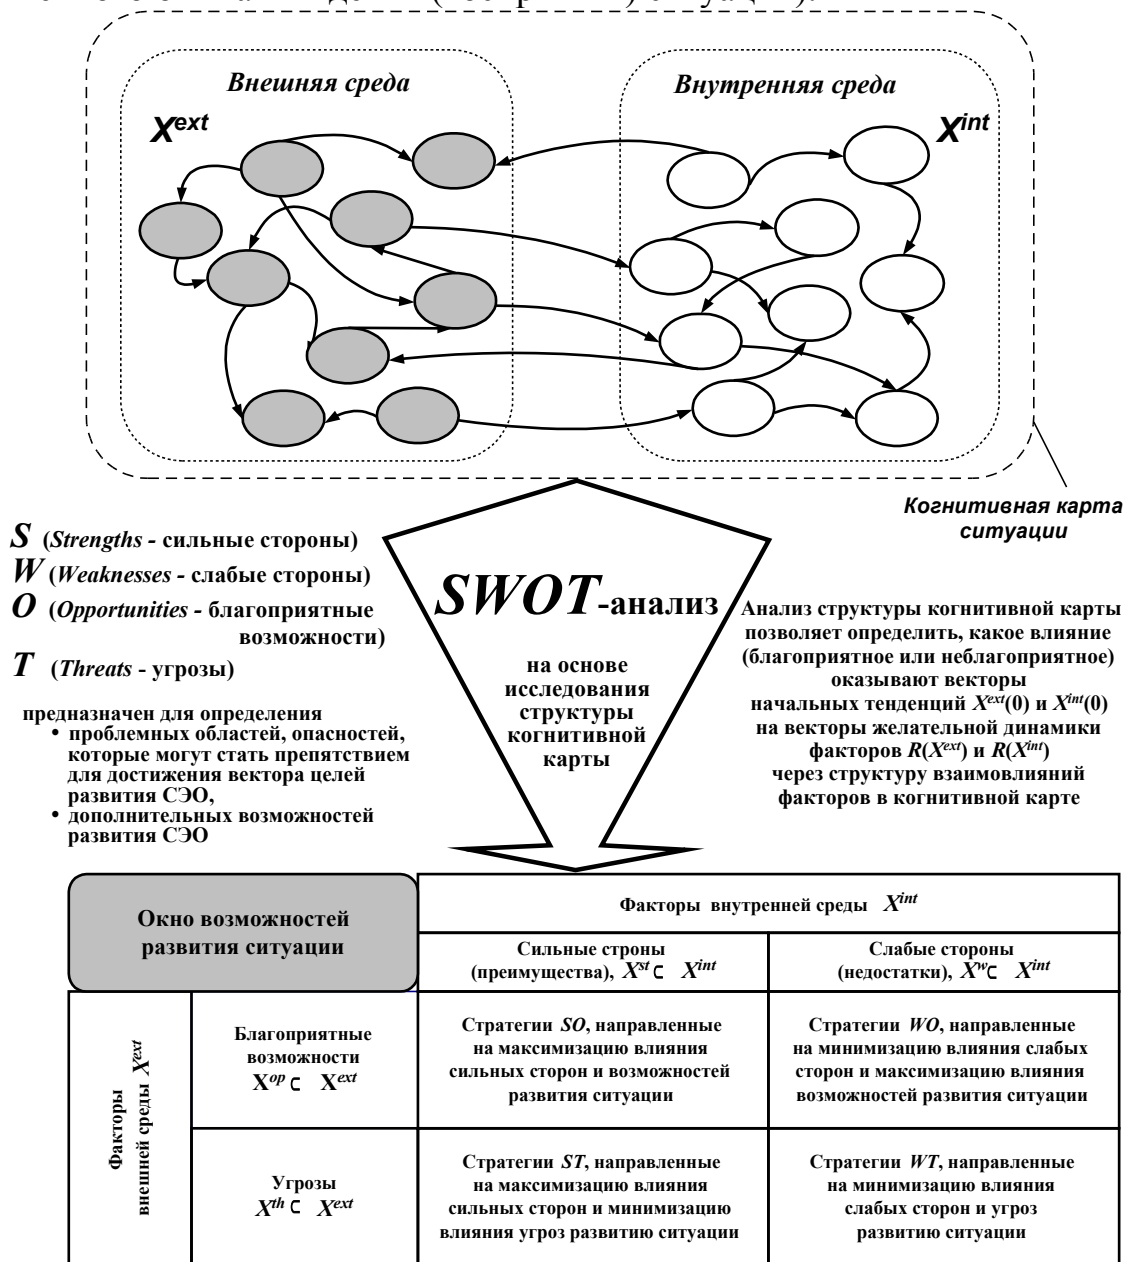 Внешняя среда
Внутренняя среда
X^ext
X^int
Когнитивная карта
ситуации
S (Strengths - сильные стороны)
W (Weaknesses - слабые стороны)
O (Opportunities - благоприятные
возможности)
T (Threats - угрозы)
предназначен для определения
• проблемных областей, опасностей,
которые могут стать препятствием
для достижения вектора целей
развития СЭО,
• дополнительных возможностей
развития СЭО
SWOT-анализ
на основе
исследования
структуры
когнитивной
карты
Анализ структуры когнитивной карты
позволяет определить, какое влияние
(благоприятное или неблагоприятное)
оказывают векторы
начальных тенденций X^ext(0) и X^int(0)
на векторы желательной динамики
факторов R(X^ext) и R(X^int)
через структуру взаимовлияний
факторов в когнитивной карте
Окно возможностей
развития ситуации
Факторы внутренней среды X^int
Сильные строны
(преимущества), X^st ⊂ X^int
Слабые стороны
(недостатки), X^w ⊂ X^int
Факторы
внешней среды X^ext
Благоприятные
возможности
X^op ⊂ X^ext
Стратегии SO, направленные
на максимизацию влияния
сильных сторон и возможностей
развития ситуации
Стратегии WO, направленные
на минимизацию влияния слабых
сторон и максимизацию влияния
возможностей развития ситуации
Угрозы
X^th ⊂ X^ext
Стратегии ST, направленные
на максимизацию влияния
сильных сторон и минимизацию
влияния угроз развитию ситуации
Стратегии WT, направленные
на минимизацию влияния
слабых сторон и угроз
развитию ситуации